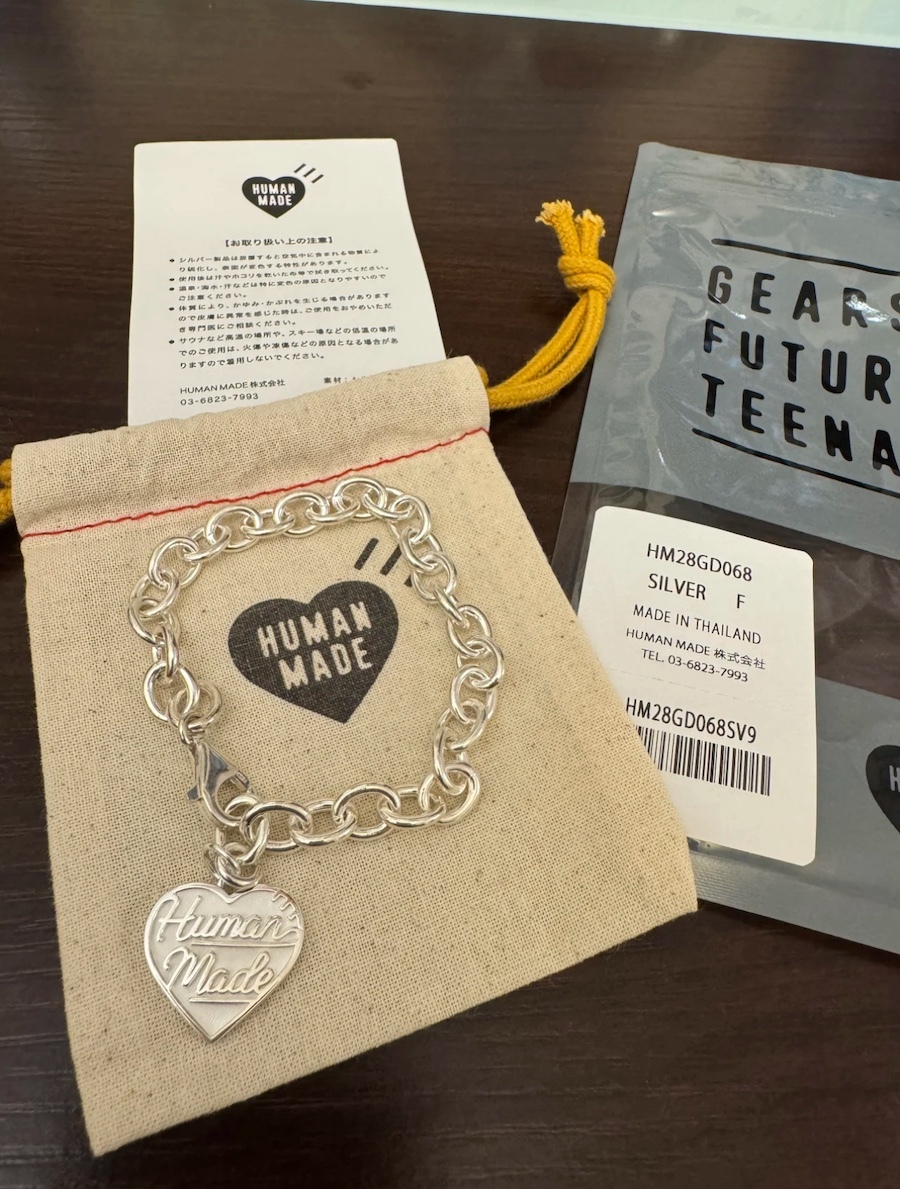 HUMAN
MADE
【お取り扱い上の注意】
● シルバー製品は放置すると空気中に含まれる物質によ
り硫化し、表面が変色する特性があります。
● 使用後は汗やホコリを乾いた布等で拭き取ってください。
● 温泉・海水・汗などは特に変色の原因となりやすいので
ご注意ください。
● 体質により、かゆみ・かぶれを生じる場合があります
ので皮膚に異常を感じた時は、ご使用をおやめいただ
き専門医にご相談ください。
● サウナなど高温の場所や、スキー場などの低温の場所
でのご使用は、火傷や凍傷などの原因となる場合があ
りますので着用しないでください。
HUMAN MADE 株式会社
素材:
03-6823-7993
HUMAN
MADE
Human
Made
GEARS
FUTUR
TEENA
HM28GD068
SILVER F
MADE IN THAILAND
HUMAN MADE 株式会社
TEL. 03-6823-7993
HM28GD068SV9
H